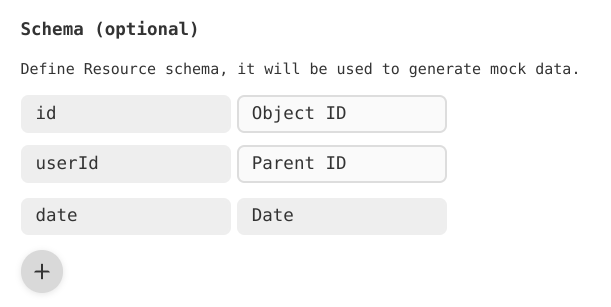 Schema (optional)
Define Resource schema, it will be used to generate mock data.
id Object ID
userId Parent ID
date Date
+